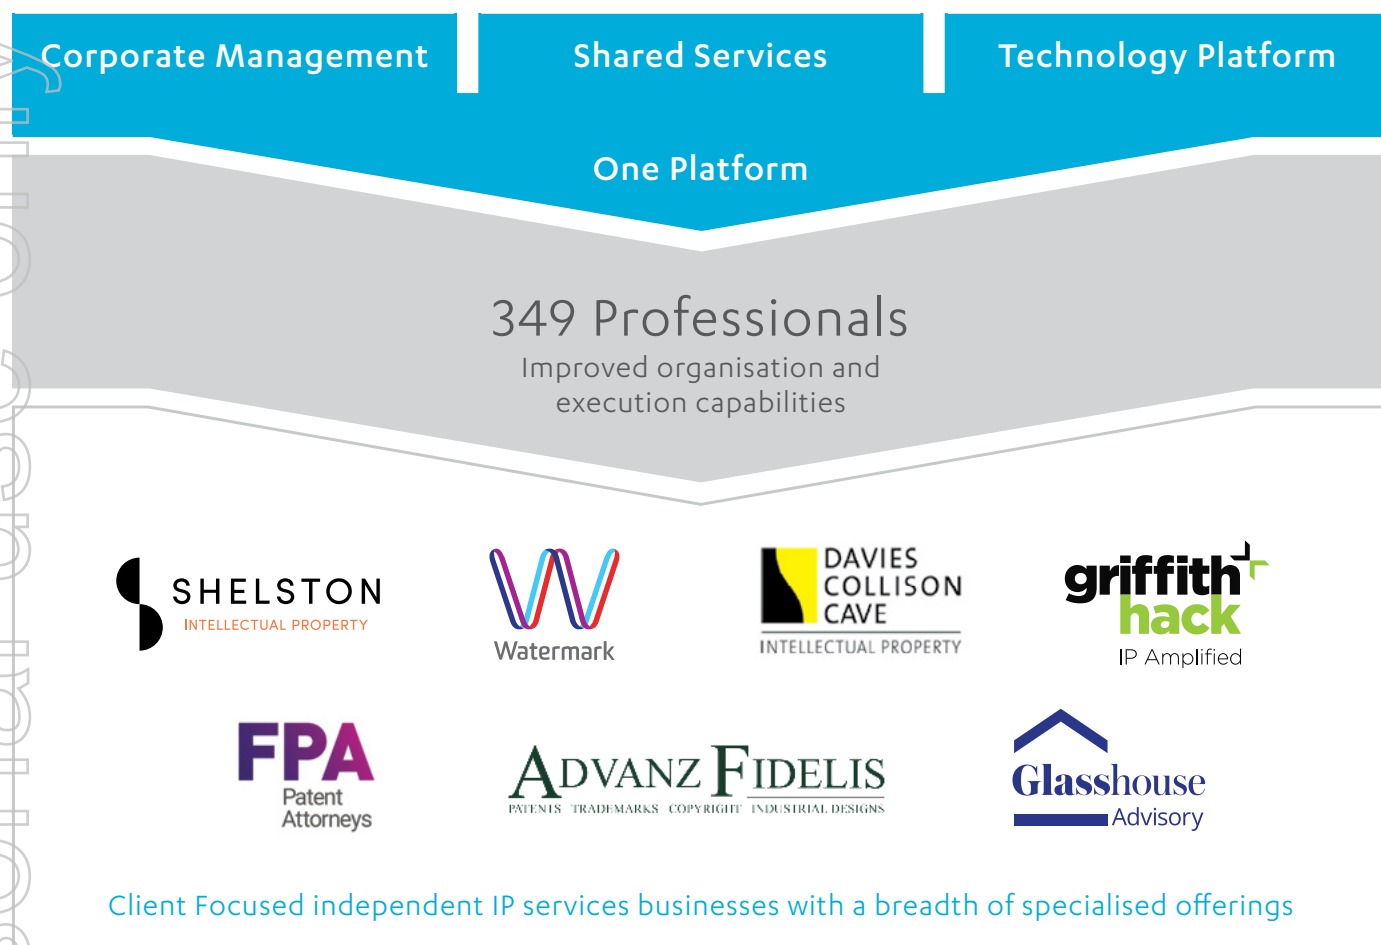 Corporate Management
Shared Services
Technology Platform
One Platform
349 Professionals
Improved organisation and
execution capabilities
SHELSTON
INTELLECTUAL PROPERTY
Watermark
DAVIES
COLLISON
CAVE
INTELLECTUAL PROPERTY
griffith
hack
IP Amplified
FPA
Patent
Attorneys
ADVANZ FIDELIS
PATENTS TRADEMARKS COPYRIGHT INDUSTRIAL DESIGNS
Glasshouse
Advisory
Client Focused independent IP services businesses with a breadth of specialised offerings